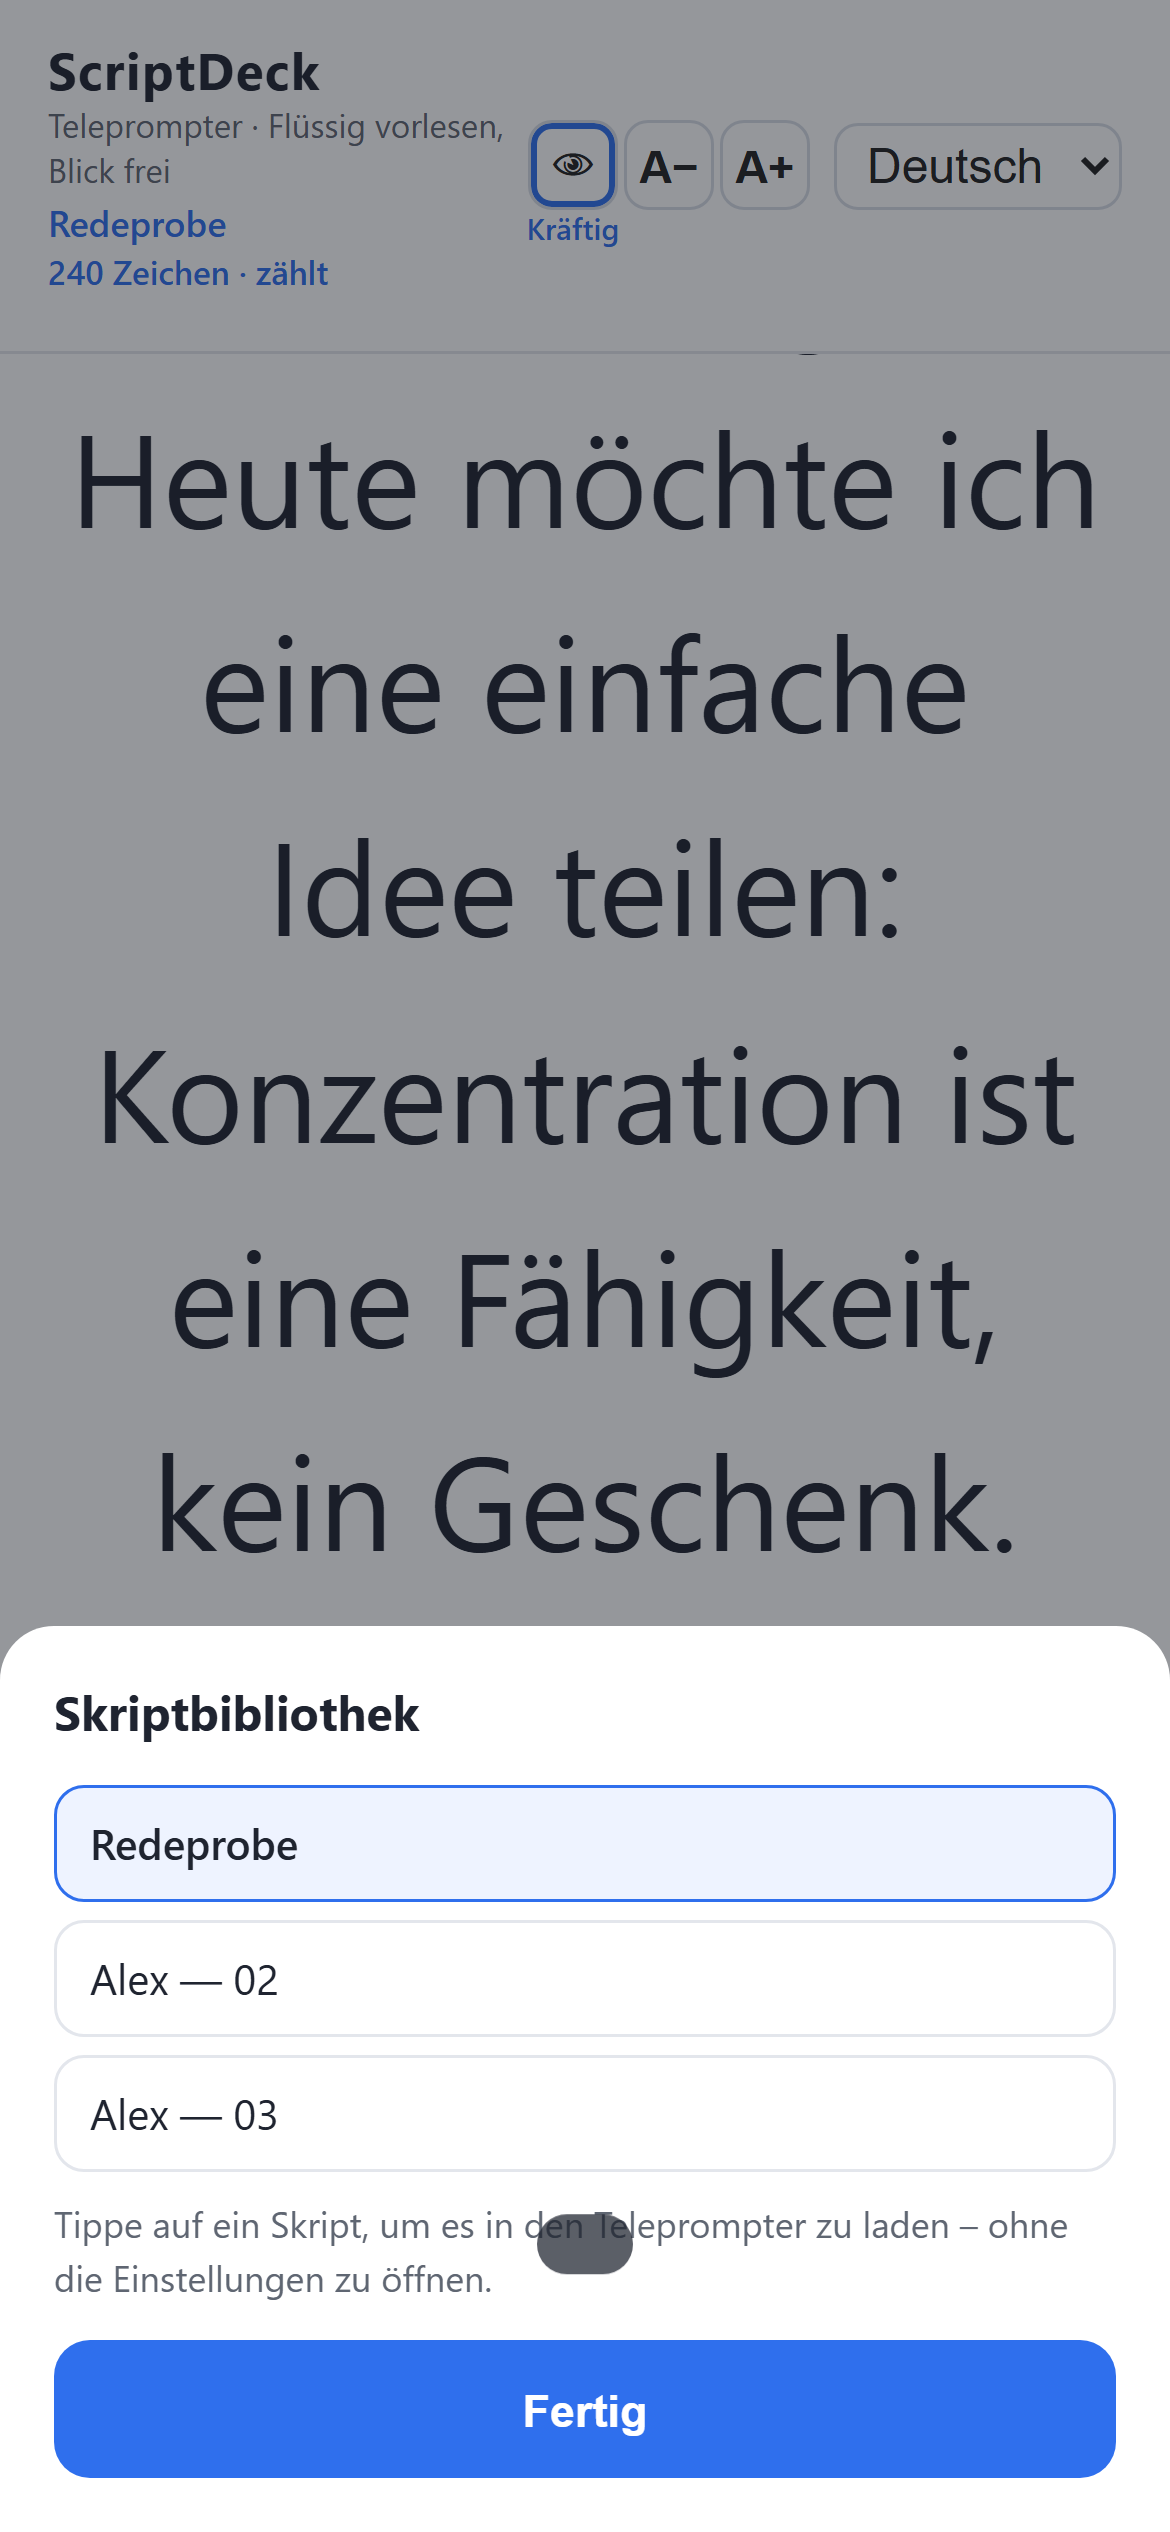 ScriptDeck
Teleprompter · Flüssig vorlesen,
Blick frei
Redeprobe
240 Zeichen · zählt
Kräftig
A−
A+
Deutsch
Heute möchte ich
eine einfache
Idee teilen:
Konzentration ist
eine Fähigkeit,
kein Geschenk.
Skriptbibliothek
Redeprobe
Alex — 02
Alex — 03
Tippe auf ein Skript, um es in den Teleprompter zu laden – ohne
die Einstellungen zu öffnen.
Fertig